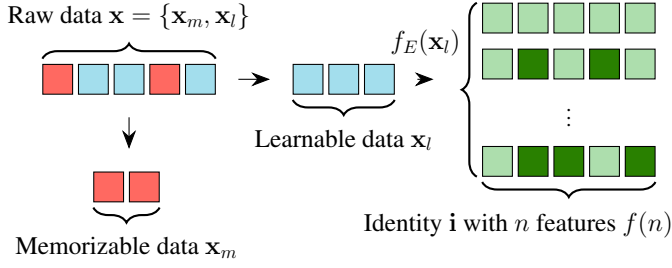 Raw data x = {x_m, x_l}
f_E(x_l)
Learnable data x_l
⋮
Identity i with n features f(n)
Memorizable data x_m